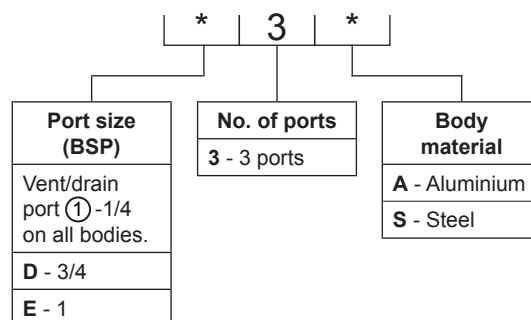 * 3 *
Port size
(BSP)
Vent/drain
port ① -1/4
on all bodies.
D - 3/4
E - 1
No. of ports
3 - 3 ports
Body
material
A - Aluminium
S - Steel